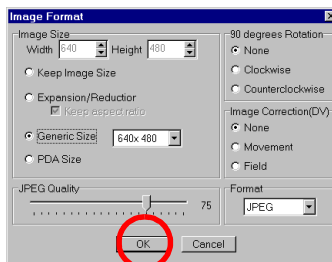 Image Format
Image Size
Width 640 Height 480
Keep Image Size
Expansion/Reduction
Keep aspect ratio
Generic Size 640x 480
PDA Size
90 degrees Rotation
None
Clockwise
Counterclockwise
Image Correction(DV)
None
Movement
Field
JPEG Quality
75
Format
JPEG
OK Cancel